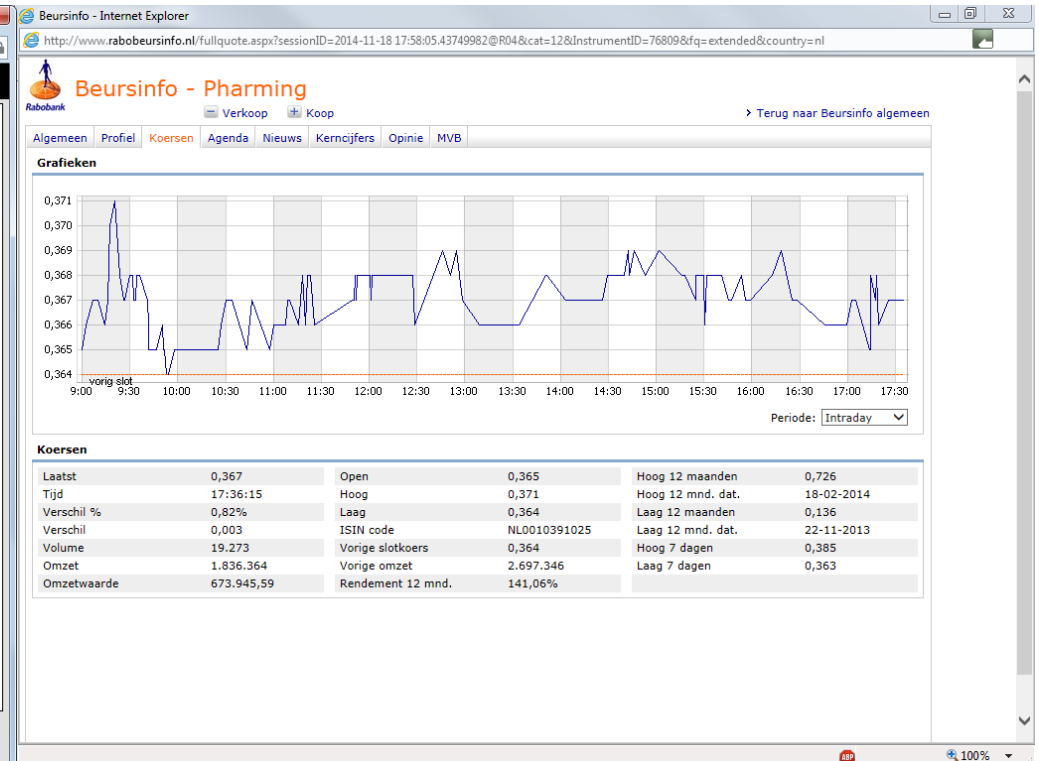 Beursinfo - Internet Explorer
http://www.rabobeursinfo.nl/fullquote.aspx?sessionID=2014-11-18 17:58:05.43749982@R04&cat=12&InstrumentID=76809&fq=extended&country=nl
Rabobank
Beursinfo - Pharming
Verkoop Koop
Terug naar Beursinfo algemeen
Algemeen Profiel Koersen Agenda Nieuws Kerncijfers Opinie MVB
Grafieken
0,371
0,370
0,369
0,368
0,367
0,366
0,365
0,364
vorig slot
9:00 9:30 10:00 10:30 11:00 11:30 12:00 12:30 13:00 13:30 14:00 14:30 15:00 15:30 16:00 16:30 17:00 17:30
Periode: Intraday
Koersen
Laatst 0,367 Open 0,365 Hoog 12 maanden 0,726
Tijd 17:36:15 Hoog 0,371 Hoog 12 mnd. dat. 18-02-2014
Verschil % 0,82% Laag 0,364 Laag 12 maanden 0,136
Verschil 0,003 ISIN code NL0010391025 Laag 12 mnd. dat. 22-11-2013
Volume 19.273 Vorige slotkoers 0,364 Hoog 7 dagen 0,385
Omzet 1.836.364 Vorige omzet 2.697.346 Laag 7 dagen 0,363
Omzetwaarde 673.945,59 Rendement 12 mnd. 141,06%
ABP
100%